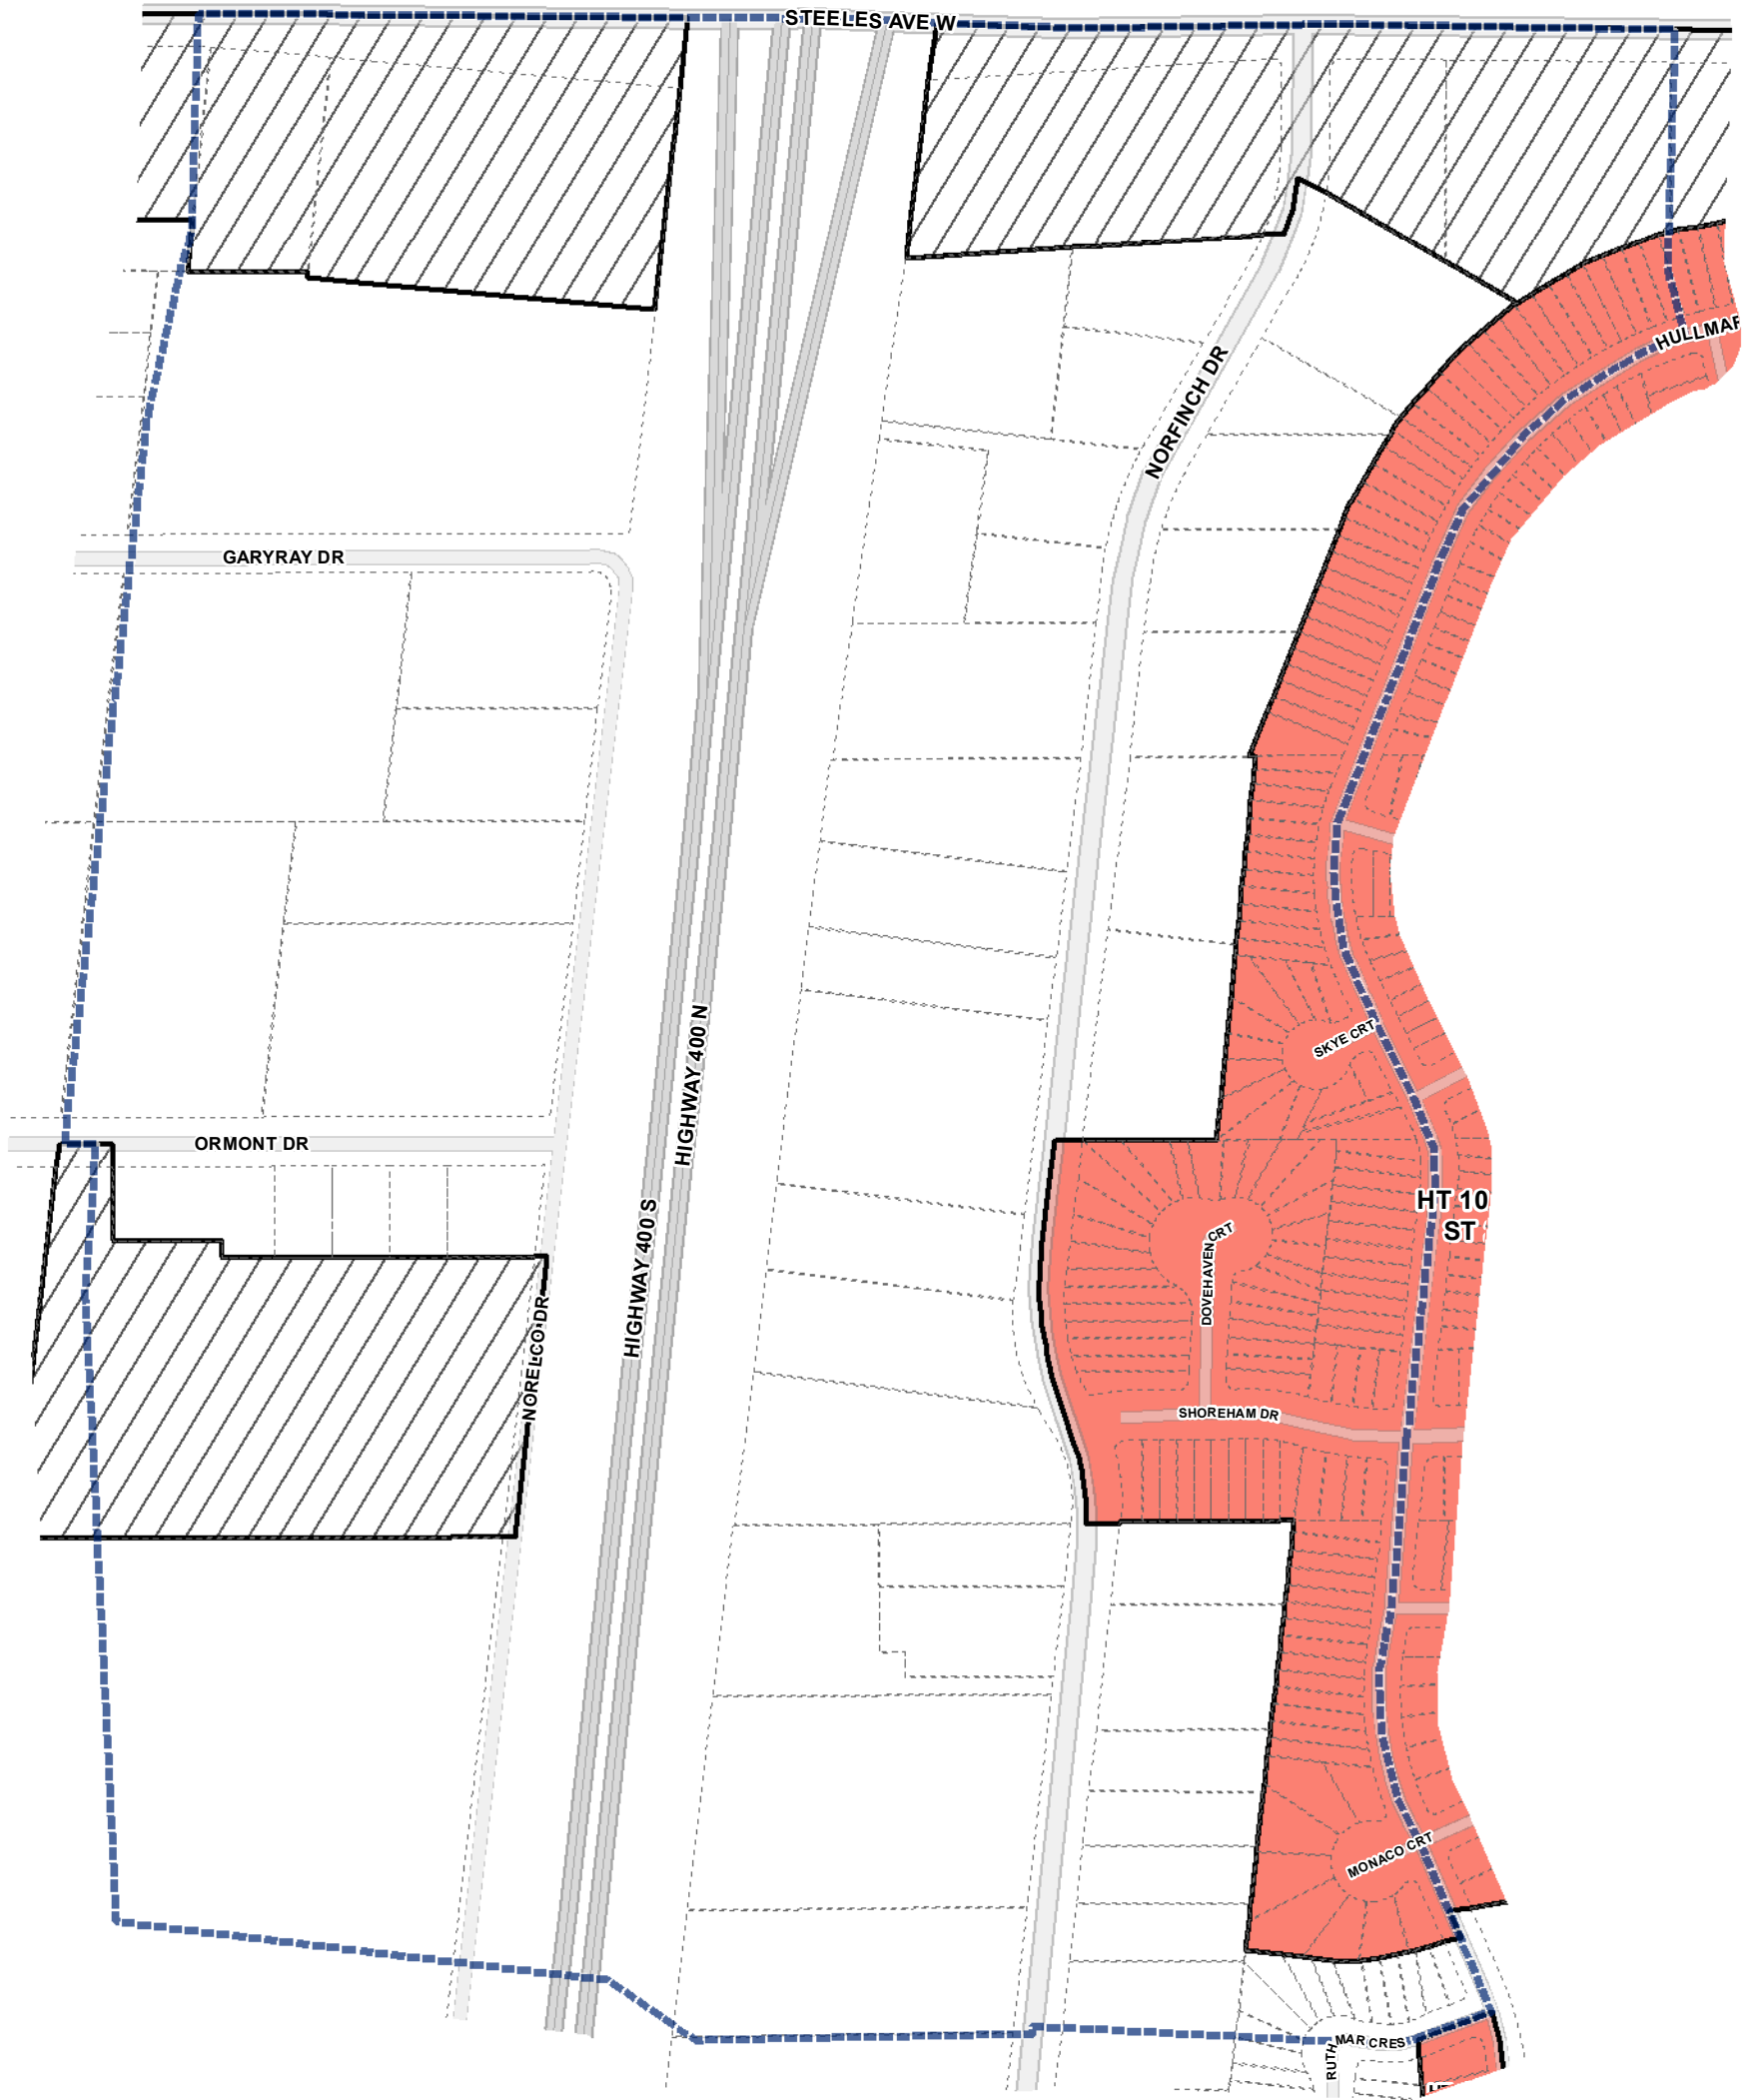 STEELES AVE W
HULLMAR
NORFINCH DR
GARYRAY DR
HIGHWAY 400 N
SKYE CRT
ORMONT DR
HIGHWAY 400 S
HT 10
ST
DOVEHAVEN CRT
NORELCO DR
SHOREHAM DR
MONACO CRT
MAR CRES
RUTH